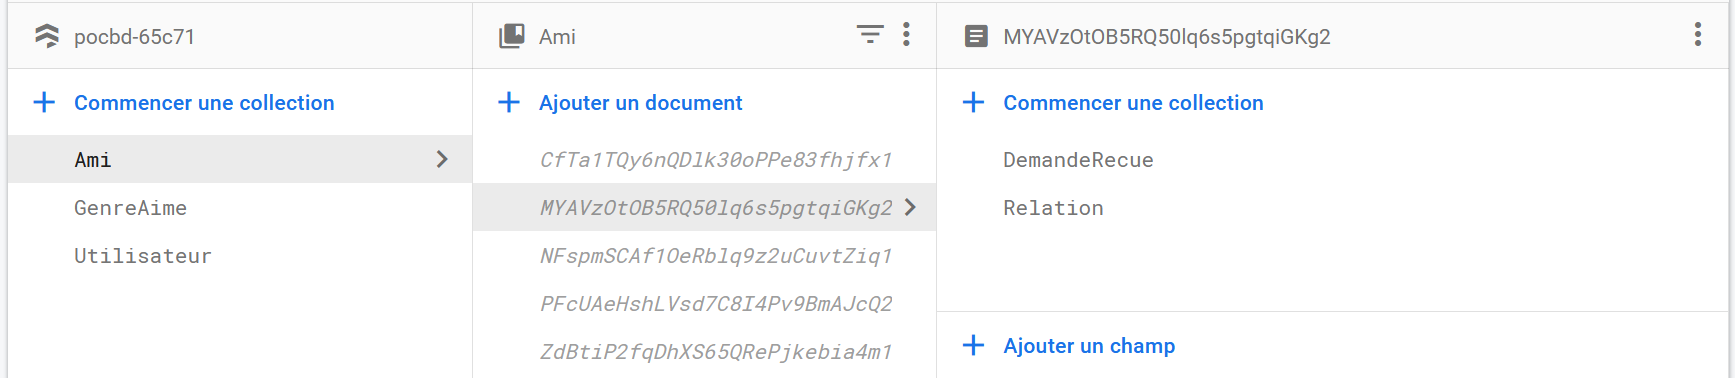 pocbd-65c71
Commencer une collection
Ami
GenreAime
Utilisateur
Ami
Ajouter un document
CfTa1TQy6nQDlk30oPPe83fhjfx1
MYAVzOtOB5RQ50lq6s5pgtqiGKg2
NFspmSCAf1OeRblq9z2uCuvtZiq1
PFcUAeHshLVsd7C8I4Pv9BmAJcQ2
ZdBtiP2fqDhXS65QRePjkebia4m1
MYAVzOtOB5RQ50lq6s5pgtqiGKg2
Commencer une collection
DemandeRecue
Relation
Ajouter un champ